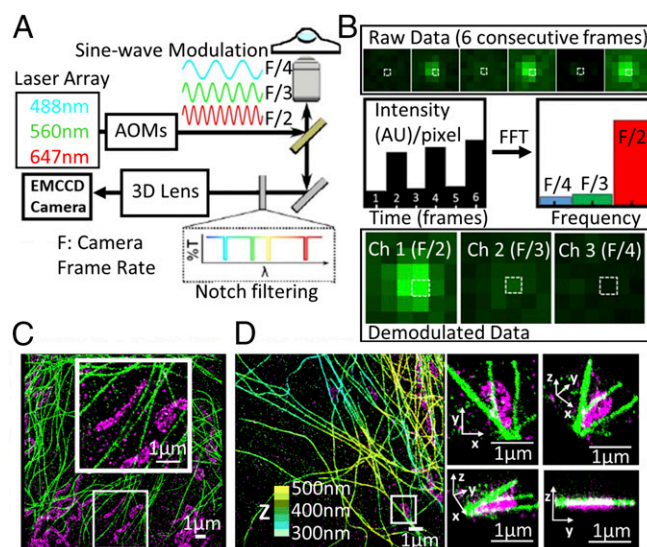 A
Sine-wave Modulation
F/4
F/3
F/2
Laser Array
488nm
560nm
647nm
AOMs
EMCCD
Camera
3D Lens
F: Camera
Frame Rate
%T
λ
Notch filtering
B
Raw Data (6 consecutive frames)
Intensity
(AU)/pixel
1 2 3 4 5 6
Time (frames)
FFT
F/4 F/3 F/2
Frequency
Ch 1 (F/2) Ch 2 (F/3) Ch 3 (F/4)
Demodulated Data
C
1μm
1μm
D
Z
500nm
400nm
300nm
1μm
y
x
1μm
z
y
x
1μm
z
y
x
1μm
z
y
1μm